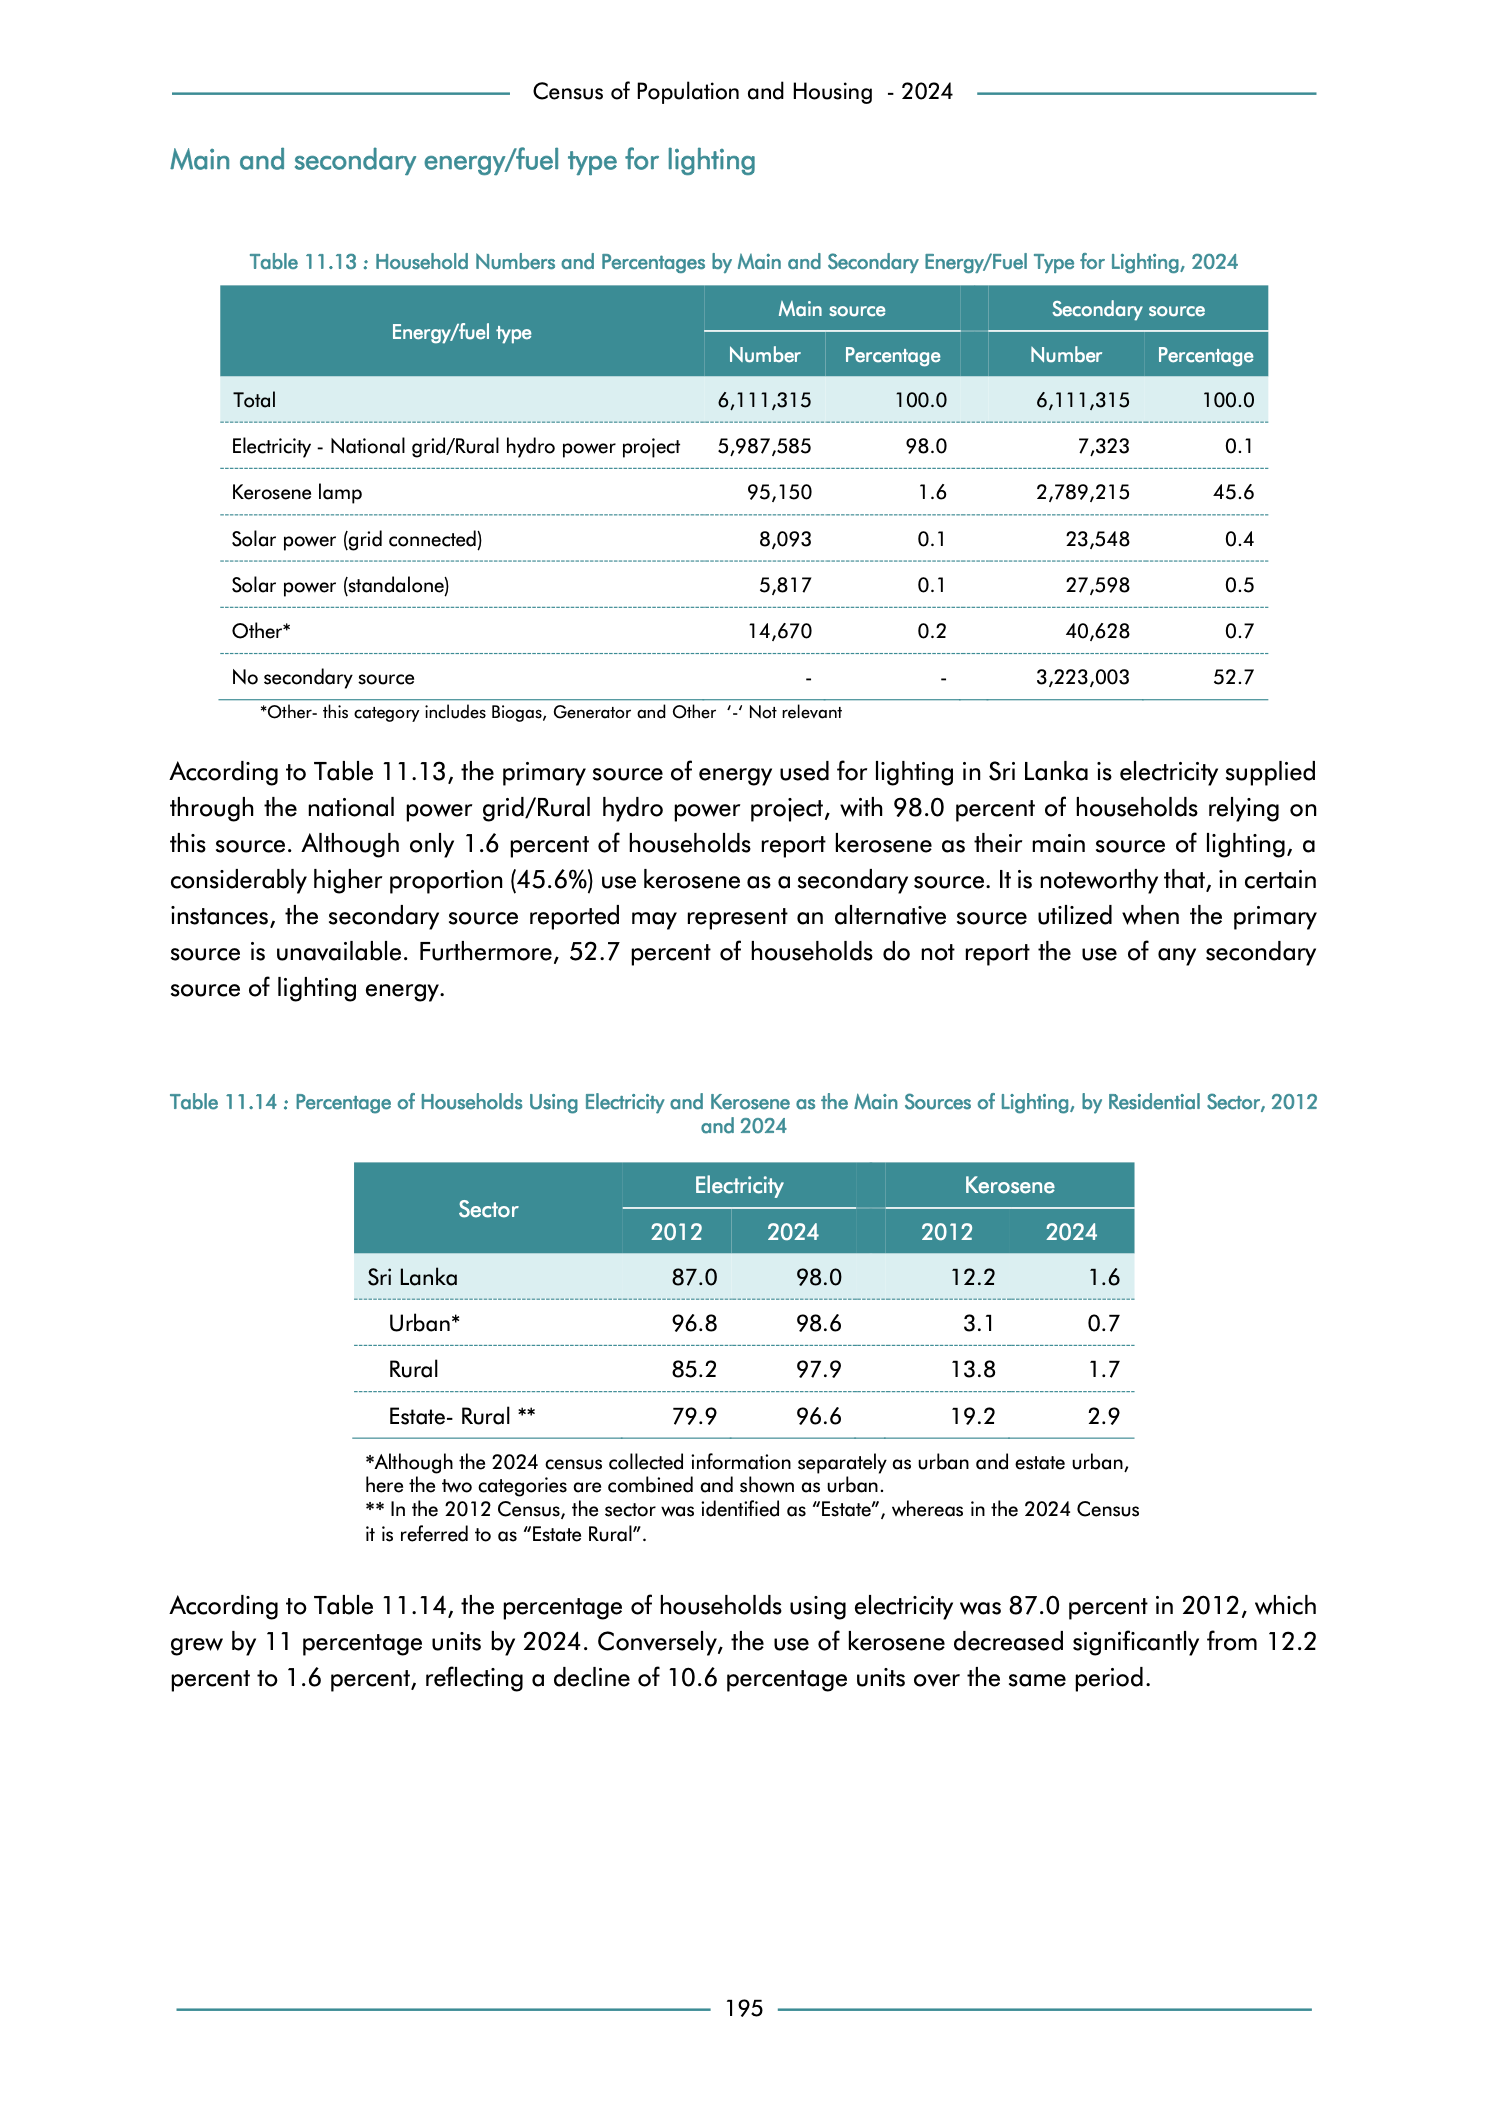 Census of Population and Housing - 2024
Main and secondary energy/fuel type for lighting
Table 11.13 : Household Numbers and Percentages by Main and Secondary Energy/Fuel Type for Lighting, 2024
Energy/fuel type Main source Secondary source
Number Percentage Number Percentage
Total 6,111,315 100.0 6,111,315 100.0
Electricity - National grid/Rural hydro power project 5,987,585 98.0 7,323 0.1
Kerosene lamp 95,150 1.6 2,789,215 45.6
Solar power (grid connected) 8,093 0.1 23,548 0.4
Solar power (standalone) 5,817 0.1 27,598 0.5
Other* 14,670 0.2 40,628 0.7
No secondary source - - 3,223,003 52.7
*Other- this category includes Biogas, Generator and Other ‘-‘ Not relevant
According to Table 11.13, the primary source of energy used for lighting in Sri Lanka is electricity supplied
through the national power grid/Rural hydro power project, with 98.0 percent of households relying on
this source. Although only 1.6 percent of households report kerosene as their main source of lighting, a
considerably higher proportion (45.6%) use kerosene as a secondary source. It is noteworthy that, in certain
instances, the secondary source reported may represent an alternative source utilized when the primary
source is unavailable. Furthermore, 52.7 percent of households do not report the use of any secondary
source of lighting energy.
Table 11.14 : Percentage of Households Using Electricity and Kerosene as the Main Sources of Lighting, by Residential Sector, 2012
and 2024
Sector Electricity Kerosene
2012 2024 2012 2024
Sri Lanka 87.0 98.0 12.2 1.6
Urban* 96.8 98.6 3.1 0.7
Rural 85.2 97.9 13.8 1.7
Estate- Rural ** 79.9 96.6 19.2 2.9
*Although the 2024 census collected information separately as urban and estate urban,
here the two categories are combined and shown as urban.
** In the 2012 Census, the sector was identified as “Estate”, whereas in the 2024 Census
it is referred to as “Estate Rural”.
According to Table 11.14, the percentage of households using electricity was 87.0 percent in 2012, which
grew by 11 percentage units by 2024. Conversely, the use of kerosene decreased significantly from 12.2
percent to 1.6 percent, reflecting a decline of 10.6 percentage units over the same period.
195